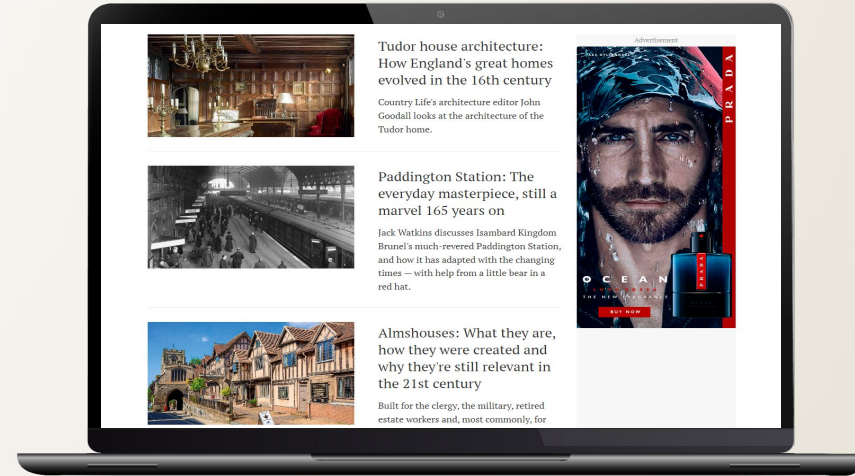 Tudor house architecture:
How England's great homes
evolved in the 16th century
Country Life's architecture editor John
Goodall looks at the architecture of the
Tudor home.
Paddington Station: The
everyday masterpiece, still a
marvel 165 years on
Jack Watkins discusses Isambard Kingdom
Brunel's much-revered Paddington Station,
and how it has adapted with the changing
times — with help from a little bear in a
red hat.
Almshouses: What they are,
how they were created and
why they're still relevant in
the 21st century
Built for the clergy, the military, retired
estate workers and, most commonly, for
Advertisement
PRADA
PRADA
OCEAN
LUNA ROSSA
THE NEW FRAGRANCE
BUY NOW